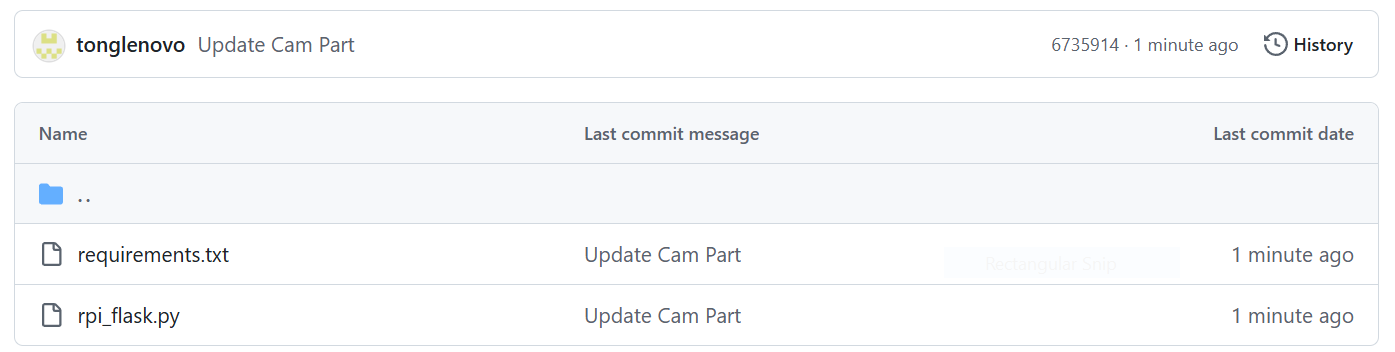 tonglenovo Update Cam Part 6735914 · 1 minute ago History
Name Last commit message Last commit date
..
requirements.txt Update Cam Part Rectangular Snip 1 minute ago
rpi_flask.py Update Cam Part 1 minute ago